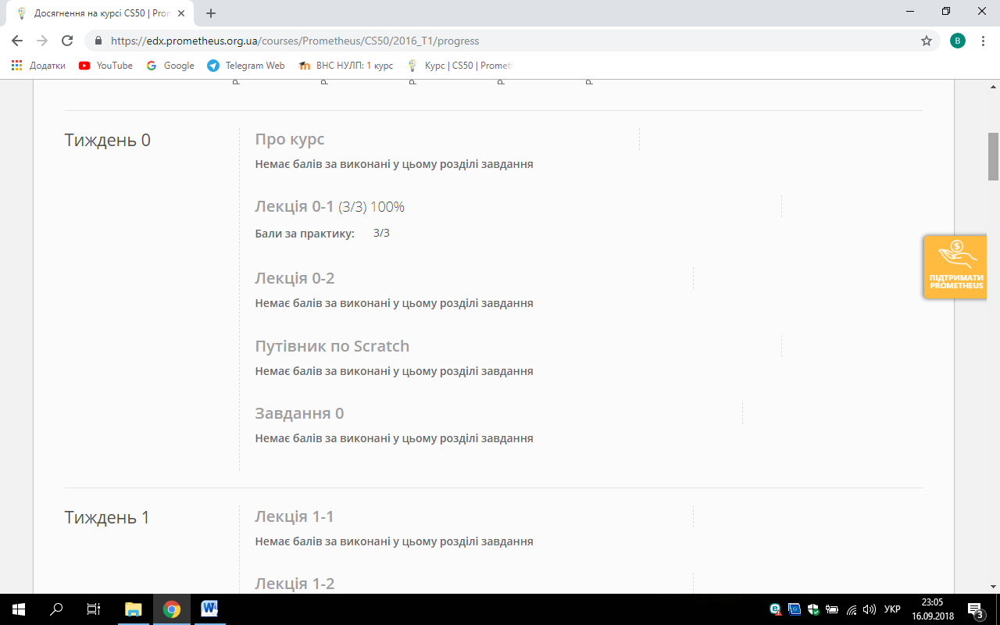 Досягнення на курсі CS50 | Pron
https://edx.prometheus.org.ua/courses/Prometheus/CS50/2016_T1/progress
B
Додатки
YouTube
Google
Telegram Web
ВНС НУЛП: 1 курс
Курс | CS50 | Prometh
P P P P P
Тиждень 0
Про курс
Немає балів за виконані у цьому розділі завдання
Лекція 0-1 (3/3) 100%
Бали за практику: 3/3
Лекція 0-2
Немає балів за виконані у цьому розділі завдання
Путівник по Scratch
Немає балів за виконані у цьому розділі завдання
Завдання 0
Немає балів за виконані у цьому розділі завдання
ПІДТРИМАТИ
PROMETHEUS
Тиждень 1
Лекція 1-1
Немає балів за виконані у цьому розділі завдання
Лекція 1-2
УКР
23:05
16.09.2018
3